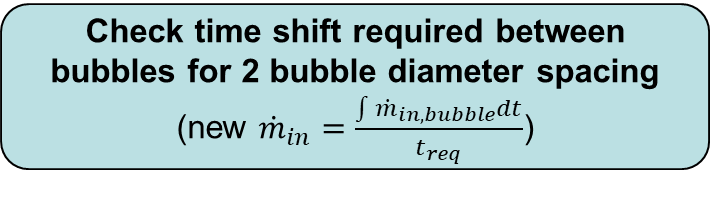 Check time shift required between
bubbles for 2 bubble diameter spacing
(new ṁ_in = ∫ ṁ_in,bubble dt / t_req)